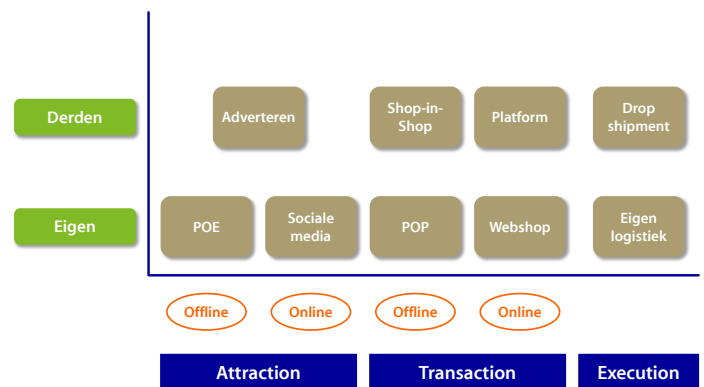 Derden
Adverteren
Shop-in-
Shop
Platform
Drop
shipment
Eigen
POE
Sociale
media
POP
Webshop
Eigen
logistiek
Offline
Online
Offline
Online
Attraction
Transaction
Execution